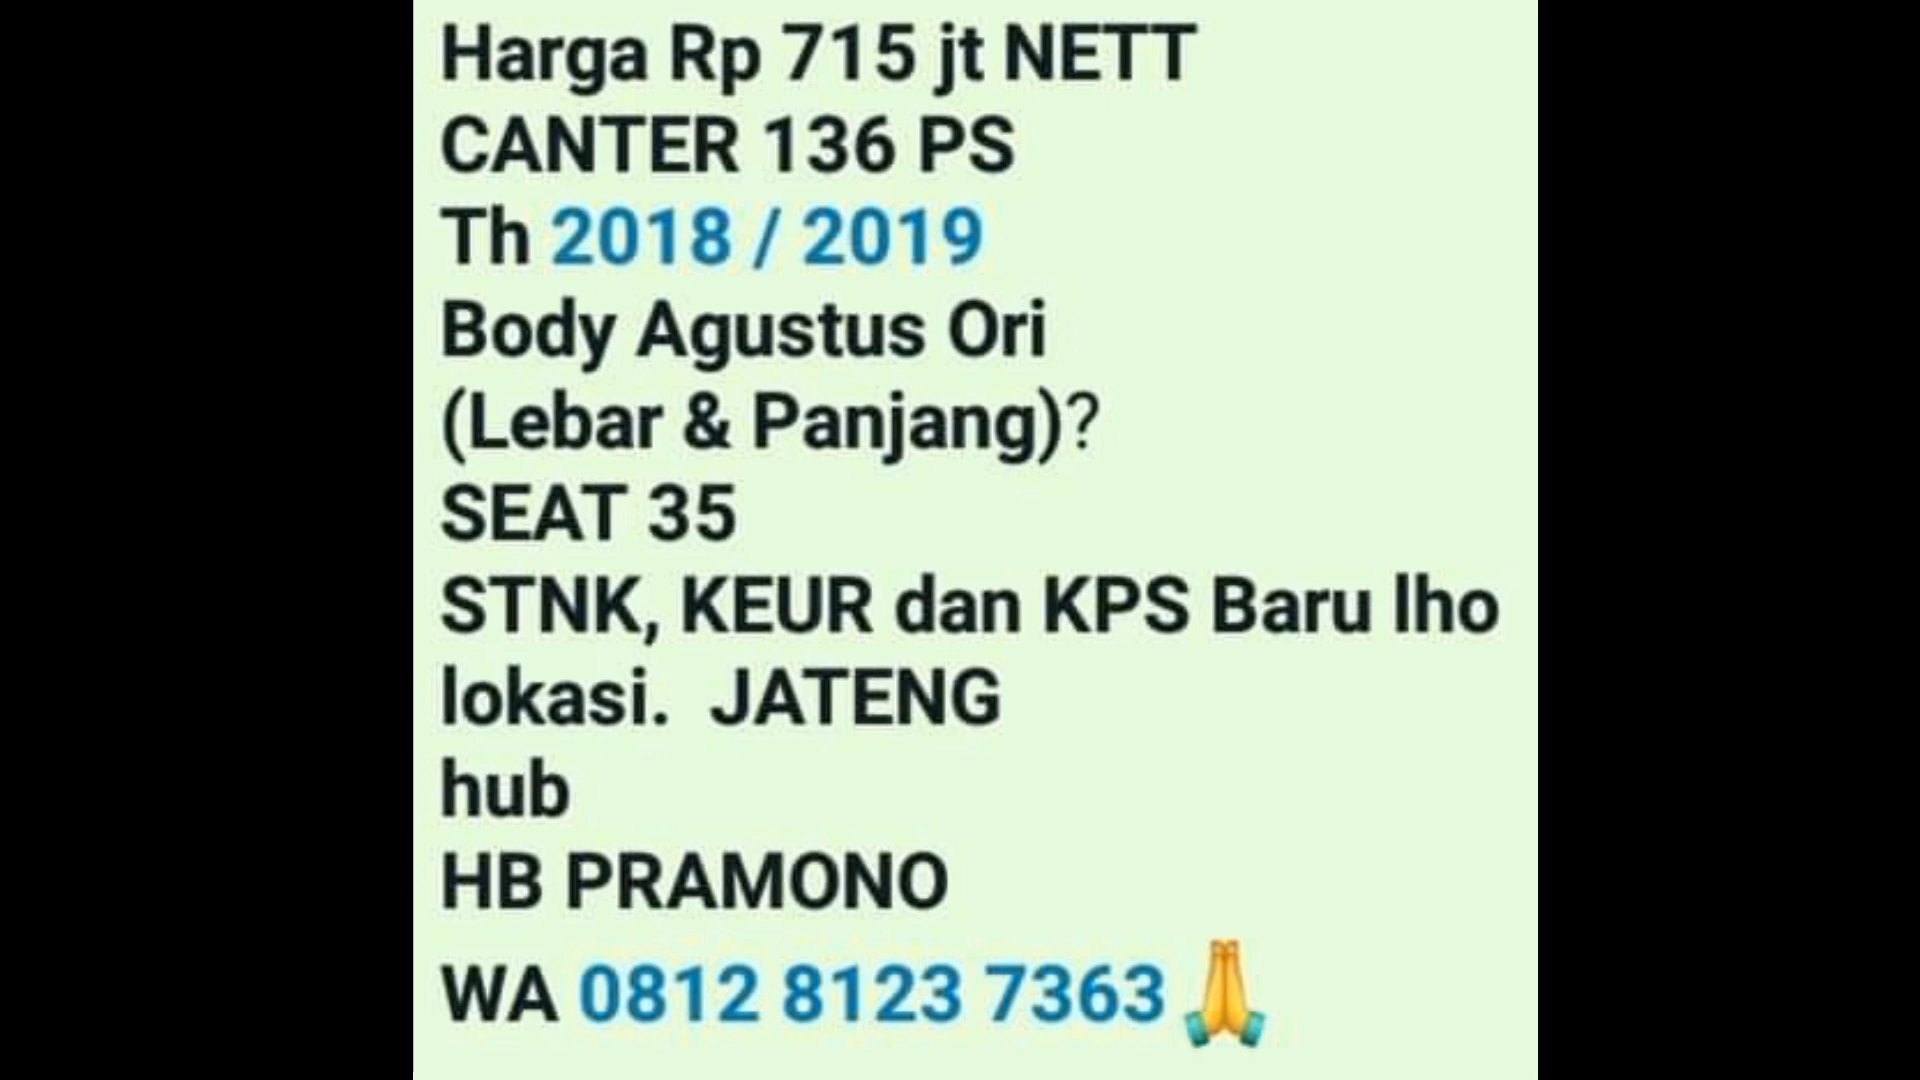 Harga Rp 715 jt NETT
CANTER 136 PS
Th 2018 / 2019
Body Agustus Ori
(Lebar & Panjang)?
SEAT 35
STNK, KEUR dan KPS Baru lho
lokasi.  JATENG
hub
HB PRAMONO
WA 0812 8123 7363🙏